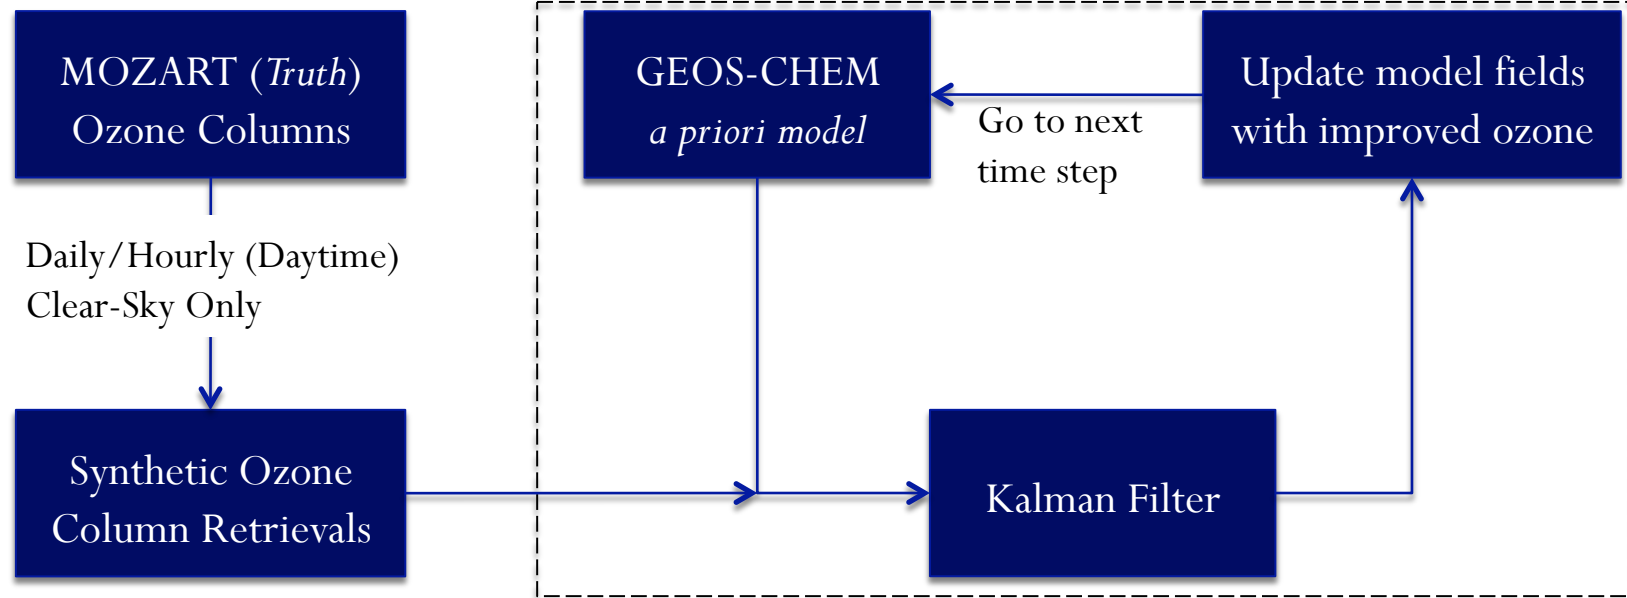 MOZART (Truth)
Ozone Columns
Daily/Hourly (Daytime)
Clear-Sky Only
Synthetic Ozone
Column Retrievals
GEOS-CHEM
a priori model
Go to next
time step
Update model fields
with improved ozone
Kalman Filter